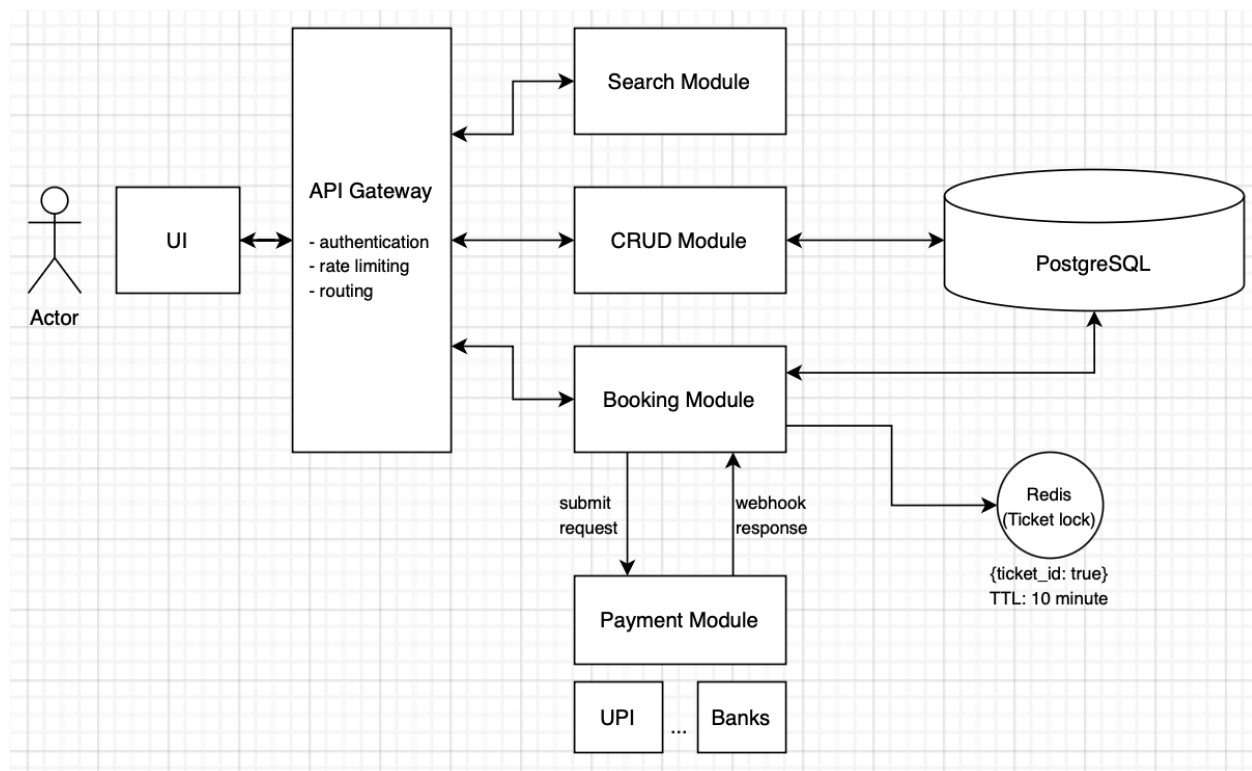 Search Module
API Gateway
- authentication
- rate limiting
- routing
UI
Actor
CRUD Module
PostgreSQL
Booking Module
submit
request
webhook
response
Redis
(Ticket lock)
{ticket_id: true}
TTL: 10 minute
Payment Module
UPI
...
Banks